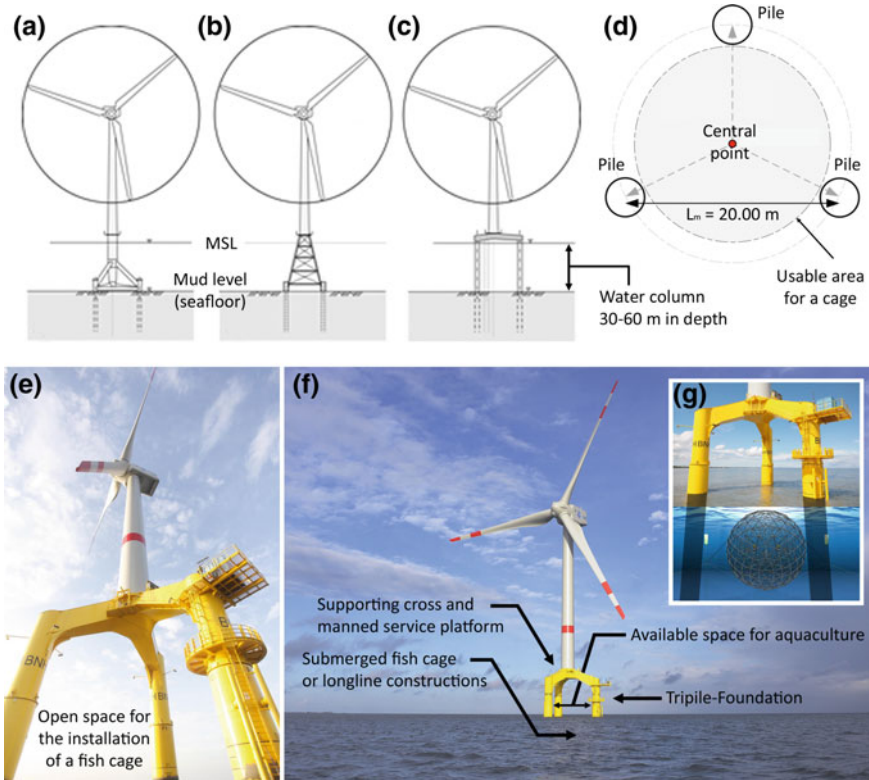 (a)
(b)
(c)
(d)
MSL
Mud level
(seafloor)
Water column
30-60 m in depth
Pile
Central
point
Pile
Pile
Lm = 20.00 m
Usable area
for a cage
(e)
Open space for
the installation
of a fish cage
(f)
Supporting cross and
manned service platform
Submerged fish cage
or longline constructions
Available space for aquaculture
Tripile-Foundation
(g)